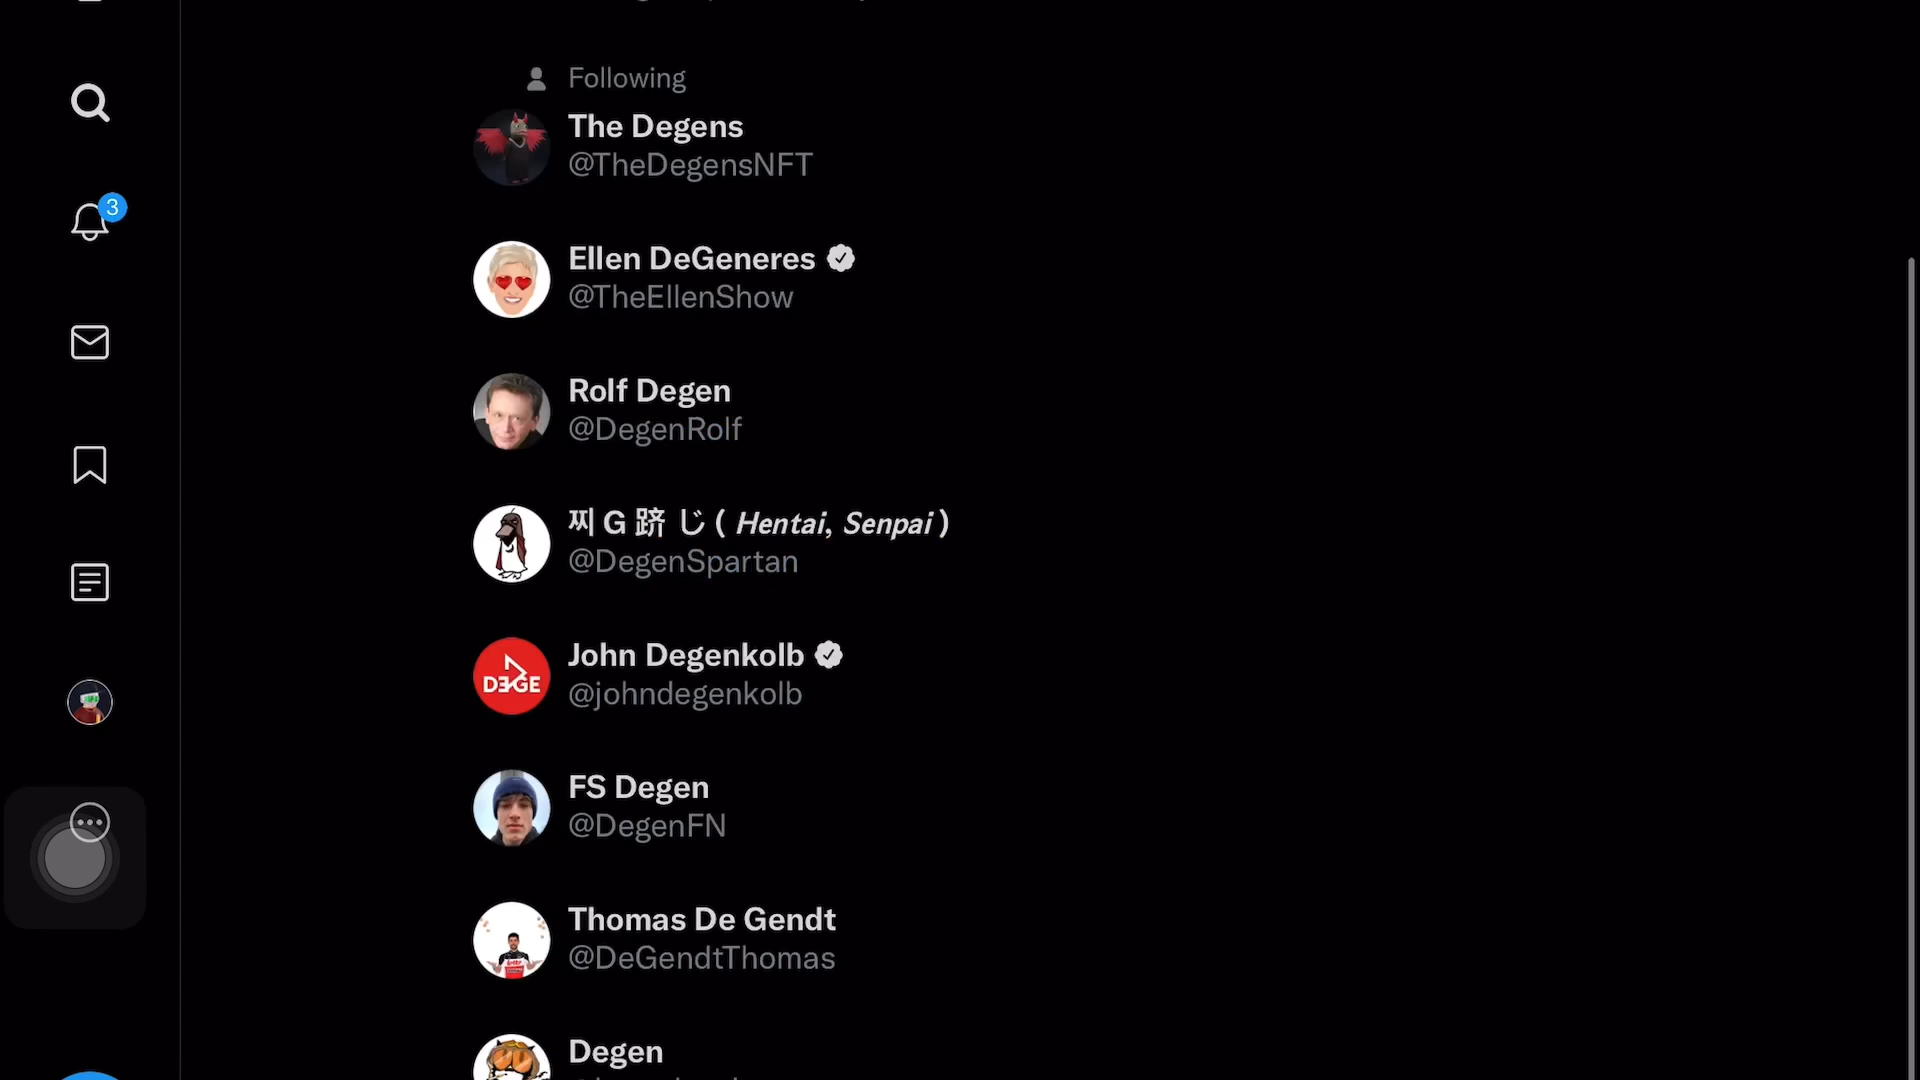 Following
The Degens
@TheDegensNFT
3
Ellen DeGeneres
@TheEllenShow
Rolf Degen
@DegenRolf
찌 G 跻 じ ( Hentai, Senpai )
@DegenSpartan
John Degenkolb
@johndegenkolb
DEGE
FS Degen
@DegenFN
Thomas De Gendt
@DeGendtThomas
Degen